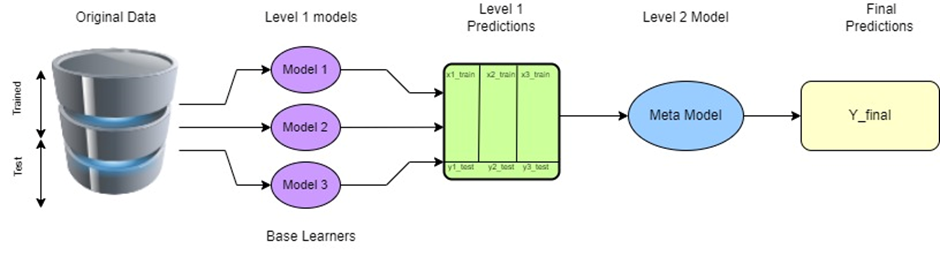 Original Data
Level 1 models
Level 1
Predictions
Level 2 Model
Final
Predictions
Trained
Test
Model 1
Model 2
Model 3
x1_train x2_train x3_train
y1_test y2_test y3_test
Meta Model
Y_final
Base Learners